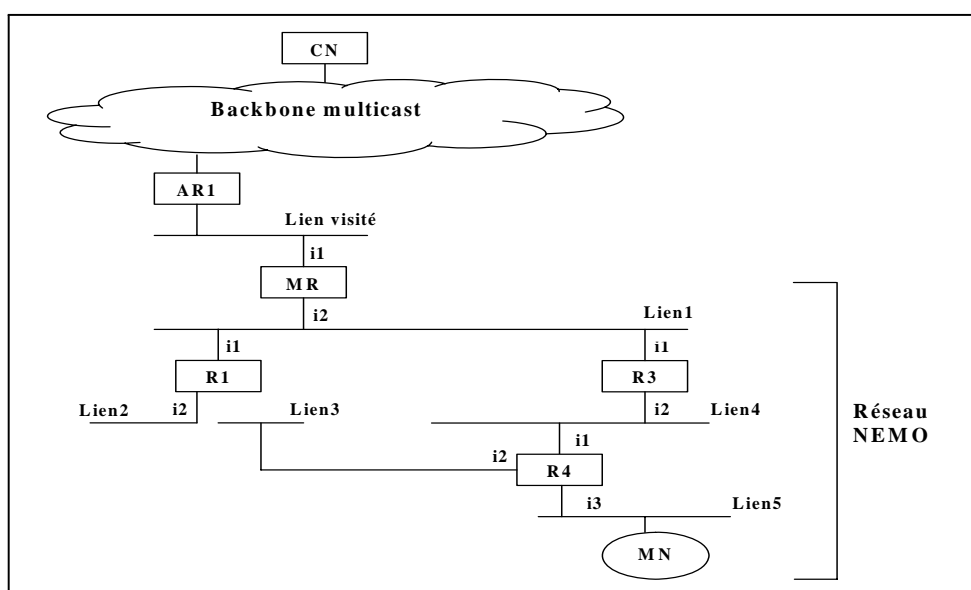 CN
Backbone multicast
AR1
Lien visité
i1
MR
i2
Lien1
i1
i1
R1
R3
Lien2
i2
Lien3
i2
Lien4
Réseau
NEMO
i1
i2
R4
i3
Lien5
MN